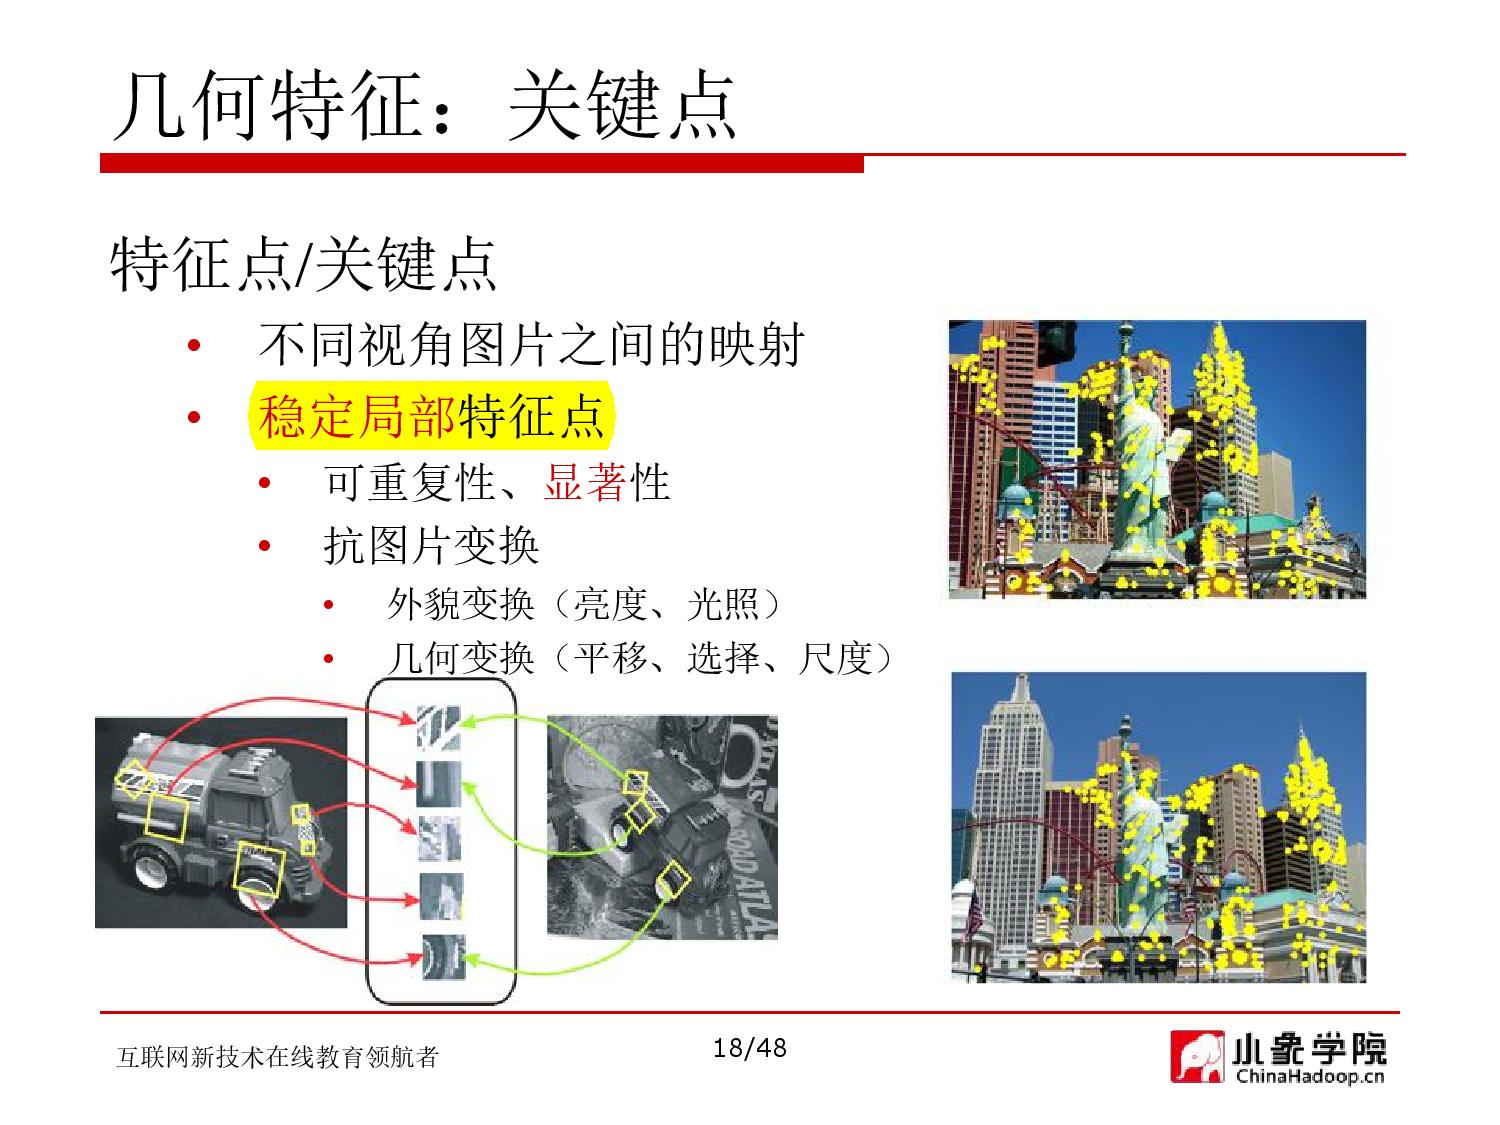 几何特征：关键点
特征点/关键点
• 不同视角图片之间的映射
• 稳定局部特征点
• 可重复性、显著性
• 抗图片变换
• 外貌变换（亮度、光照）
• 几何变换（平移、选择、尺度）
ROAD ATLAS
互联网新技术在线教育领航者
18/48
小象学院
ChinaHadoop.cn